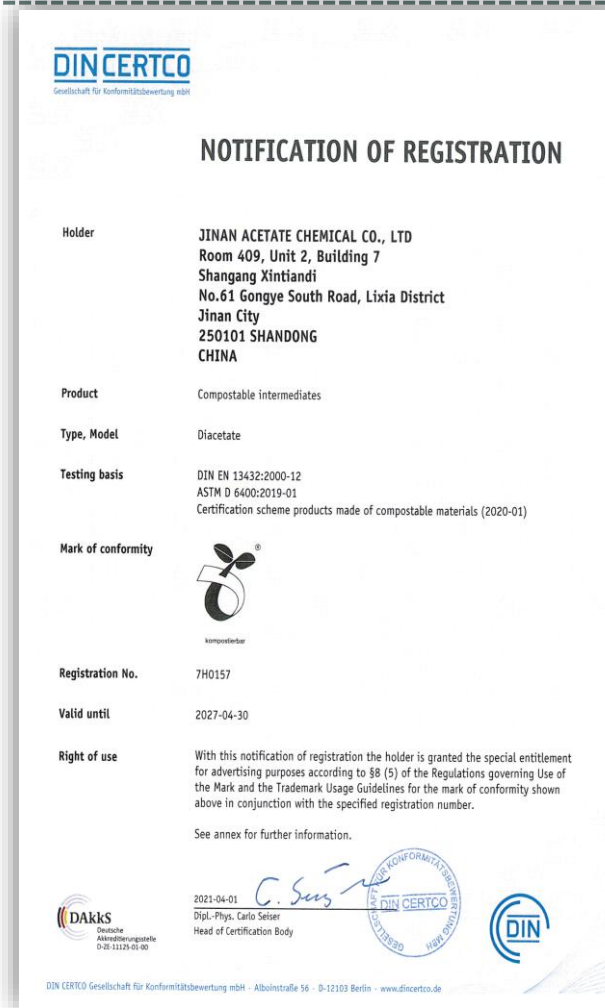 DIN CERTCO
Gesellschaft für Konformitätsbewertung mbH
NOTIFICATION OF REGISTRATION
Holder
JINAN ACETATE CHEMICAL CO., LTD
Room 409, Unit 2, Building 7
Shangang Xintiandi
No.61 Gongye South Road, Lixia District
Jinan City
250101 SHANDONG
CHINA
Product
Compostable intermediates
Type, Model
Diacetate
Testing basis
DIN EN 13432:2000-12
ASTM D 6400:2019-01
Certification scheme products made of compostable materials (2020-01)
Mark of conformity
®
kompostierbar
Registration No.
7H0157
Valid until
2027-04-30
Right of use
With this notification of registration the holder is granted the special entitlement
for advertising purposes according to §8 (5) of the Regulations governing Use of
the Mark and the Trademark Usage Guidelines for the mark of conformity shown
above in conjunction with the specified registration number.
See annex for further information.
2021-04-01
Dipl.-Phys. Carlo Seiser
Head of Certification Body
GESELLSCHAFT FÜR KONFORMITÄTSBEWERTUNG MBH
DIN CERTCO
DAkkS
Deutsche
Akkreditierungsstelle
D-ZE-11125-01-00
DIN
DIN CERTCO Gesellschaft für Konformitätsbewertung mbH - Alboinstraße 56 - D-12103 Berlin - www.dincertco.de